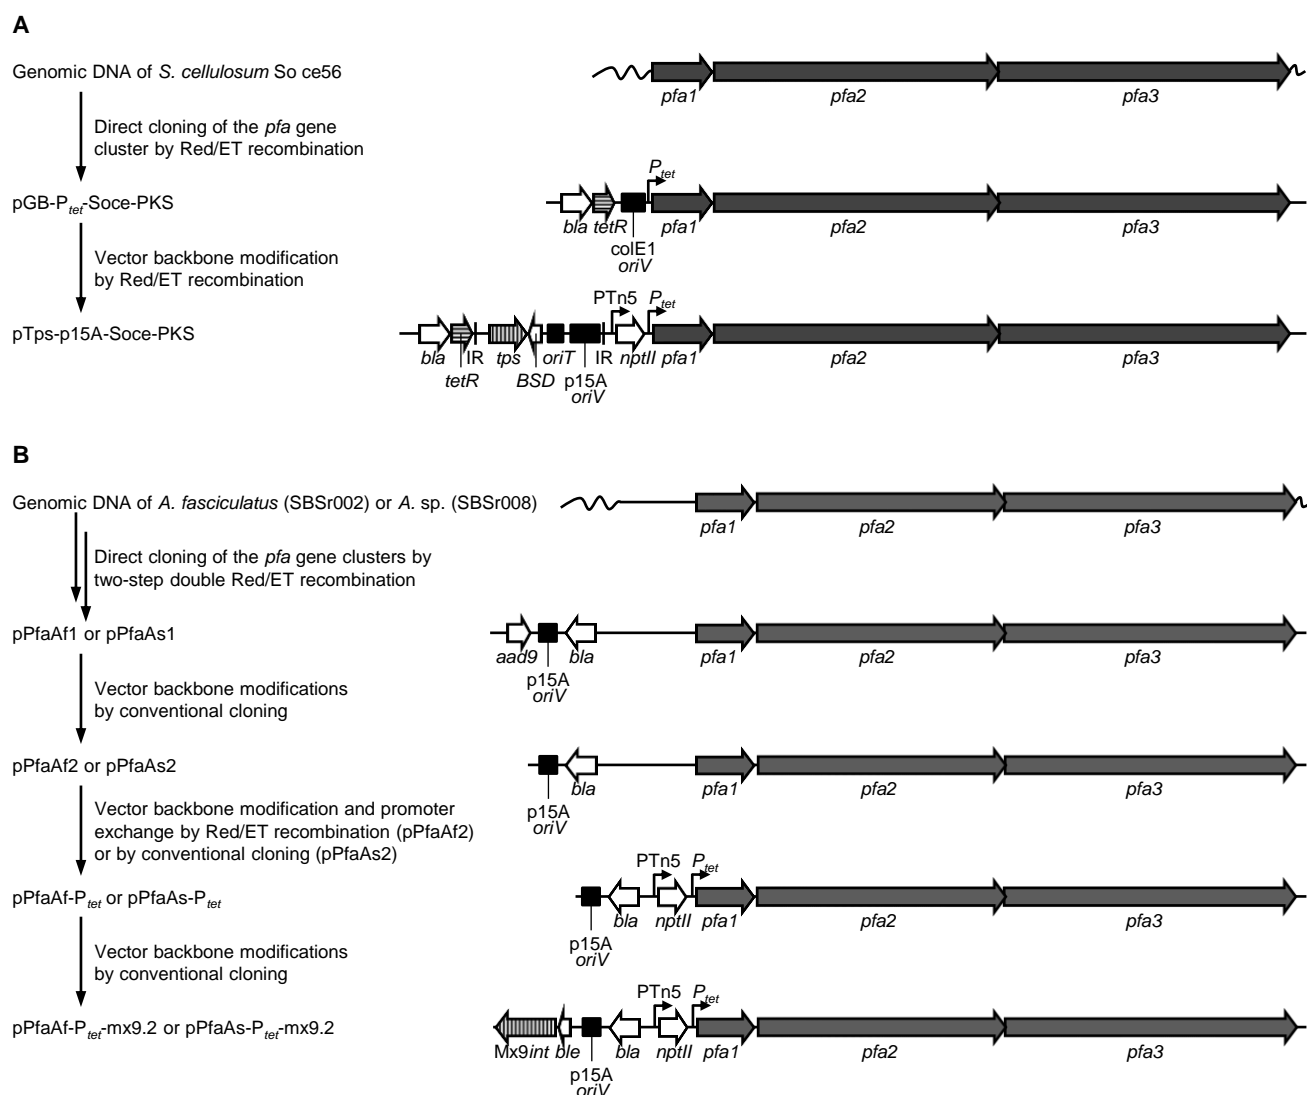 A
Genomic DNA of S. cellulosum So ce56
pfa1 pfa2 pfa3
Direct cloning of the pfa gene
cluster by Red/ET recombination
Ptet
pGB-Ptet-Soce-PKS
bla tetR pfa1 pfa2 pfa3
colE1
oriV
Vector backbone modification
by Red/ET recombination
PTn5 Ptet
pTps-p15A-Soce-PKS
bla IR tps oriT IR nptII pfa1 pfa2 pfa3
tetR BSD p15A
oriV
B
Genomic DNA of A. fasciculatus (SBSr002) or A. sp. (SBSr008)
pfa1 pfa2 pfa3
Direct cloning of the pfa gene clusters by
two-step double Red/ET recombination
pPfaAf1 or pPfaAs1
aad9 bla pfa1 pfa2 pfa3
p15A
oriV
Vector backbone modifications
by conventional cloning
pPfaAf2 or pPfaAs2
bla pfa1 pfa2 pfa3
p15A
oriV
Vector backbone modification and promoter
exchange by Red/ET recombination (pPfaAf2)
or by conventional cloning (pPfaAs2)
PTn5 Ptet
pPfaAf-Ptet or pPfaAs-Ptet
bla nptII pfa1 pfa2 pfa3
p15A
oriV
Vector backbone modifications
by conventional cloning
PTn5 Ptet
pPfaAf-Ptet-mx9.2 or pPfaAs-Ptet-mx9.2
Mx9int ble bla nptII pfa1 pfa2 pfa3
p15A
oriV